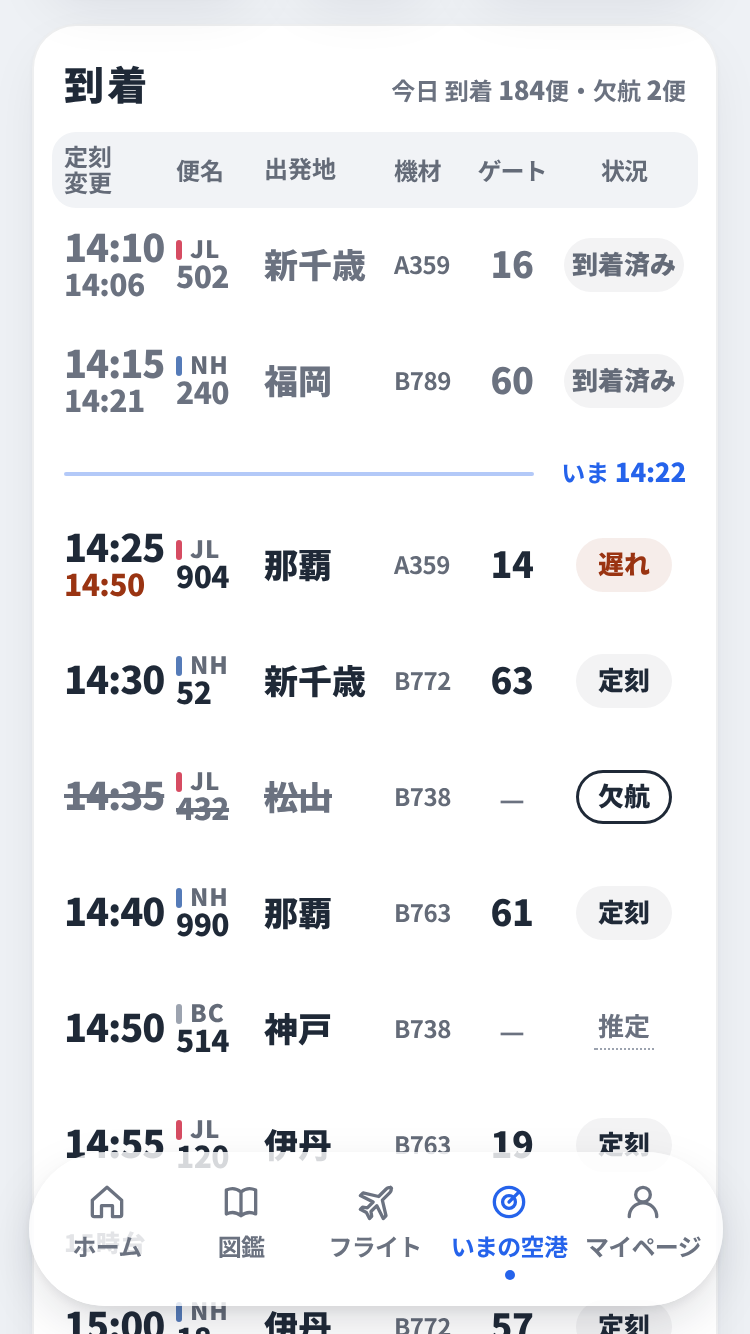 到着
今日 到着 184便・欠航 2便
定刻 変更 便名 出発地 機材 ゲート 状況
14:10 JL 新千歳 A359 16 到着済み
14:06 502
14:15 NH 福岡 B789 60 到着済み
14:21 240
いま 14:22
14:25 JL 那覇 A359 14 遅れ
14:50 904
14:30 NH 52 新千歳 B772 63 定刻
14:35 JL 432 松山 B738 — 欠航
14:40 NH 990 那覇 B763 61 定刻
14:50 BC 514 神戸 B738 — 推定
14:55 JL 120 伊丹 B763 19 定刻
ホーム 図鑑 フライト いまの空港 マイページ
15:00 NH 伊丹 B772 57 定刻